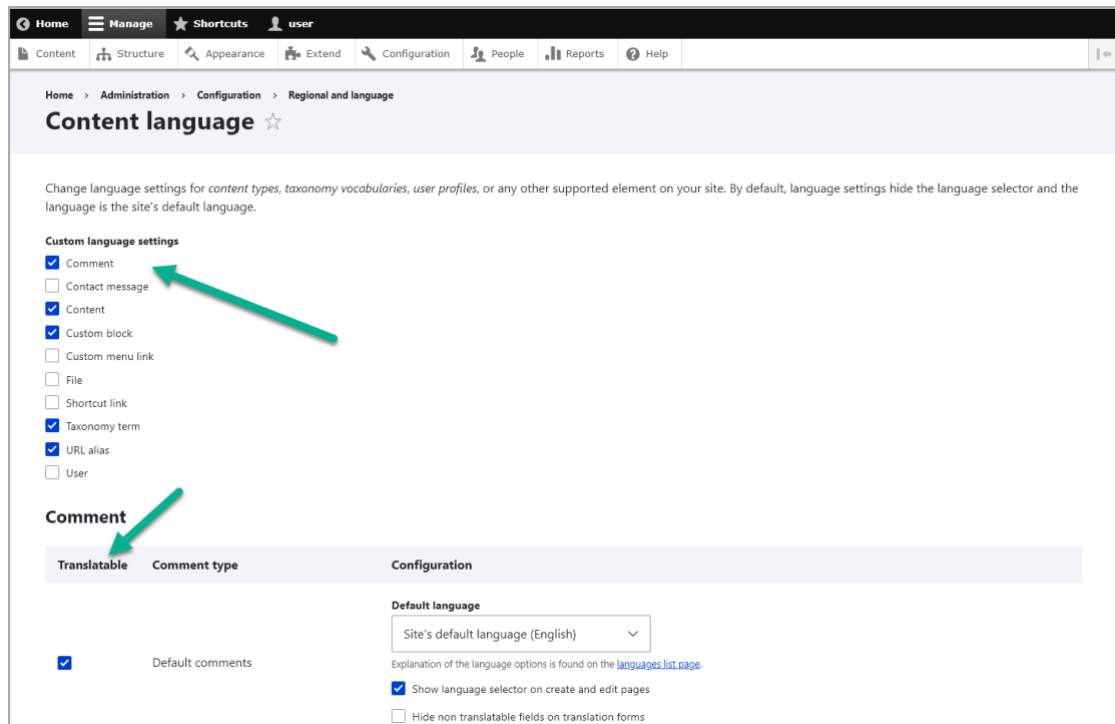 Home Manage Shortcuts user
Content Structure Appearance Extend Configuration People Reports Help
Home > Administration > Configuration > Regional and language
Content language
Change language settings for content types, taxonomy vocabularies, user profiles, or any other supported element on your site. By default, language settings hide the language selector and the
language is the site's default language.
Custom language settings
Comment
Contact message
Content
Custom block
Custom menu link
File
Shortcut link
Taxonomy term
URL alias
User
Comment
Translatable Comment type Configuration
Default language
Site's default language (English)
Default comments
Explanation of the language options is found on the languages list page.
Show language selector on create and edit pages
Hide non translatable fields on translation forms